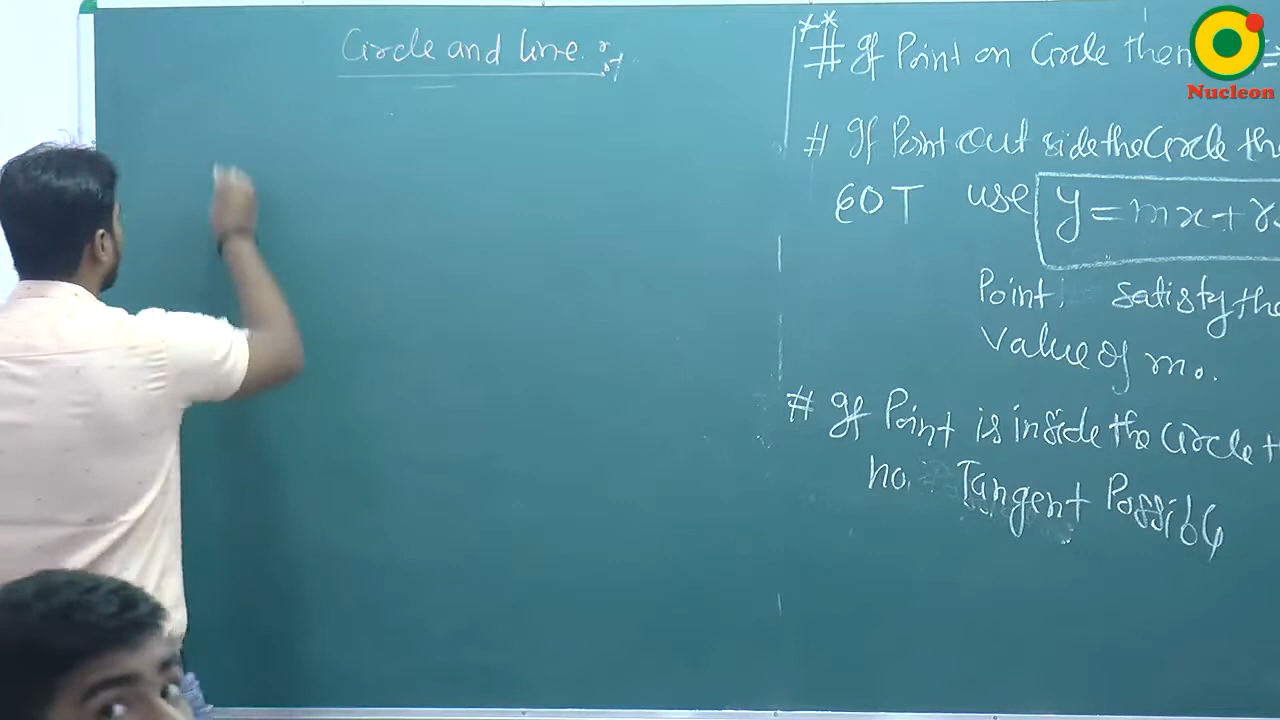 Circle and line.
** # If Point on Circle then =
# If Point out side the Circle the
EOT use y = mx + r
Point satisfy the
Value of m.
# If Point is inside the Circle t
no Tangent Possible
Nucleon